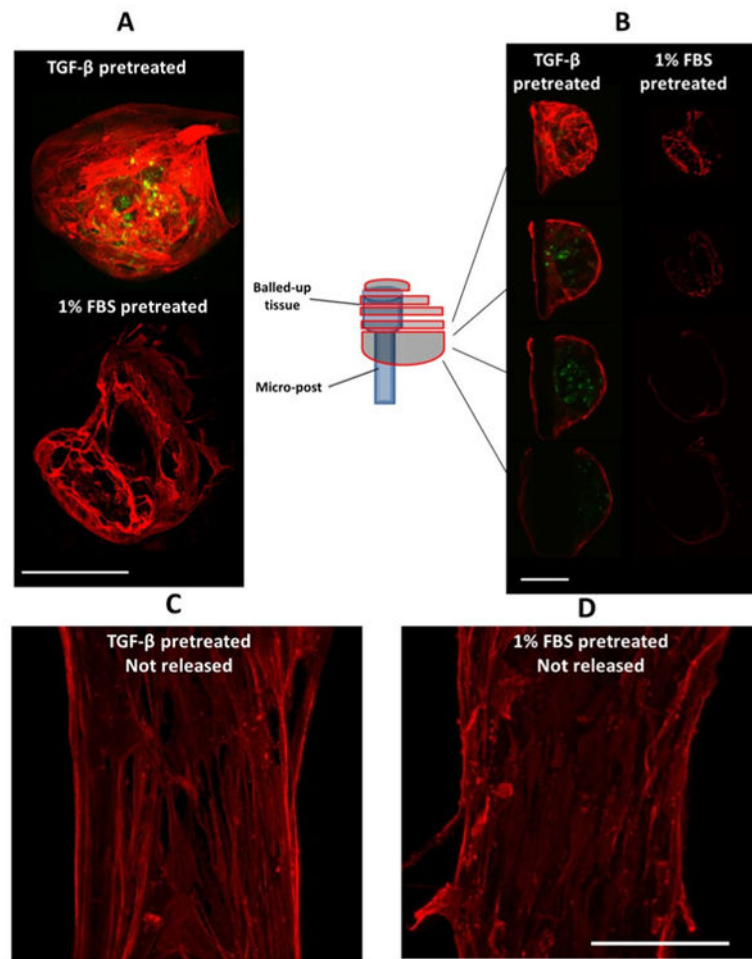 A
TGF-β pretreated
1% FBS pretreated
B
TGF-β
pretreated
1% FBS
pretreated
Balled-up
tissue
Micro-post
C
TGF-β pretreated
Not released
D
1% FBS pretreated
Not released